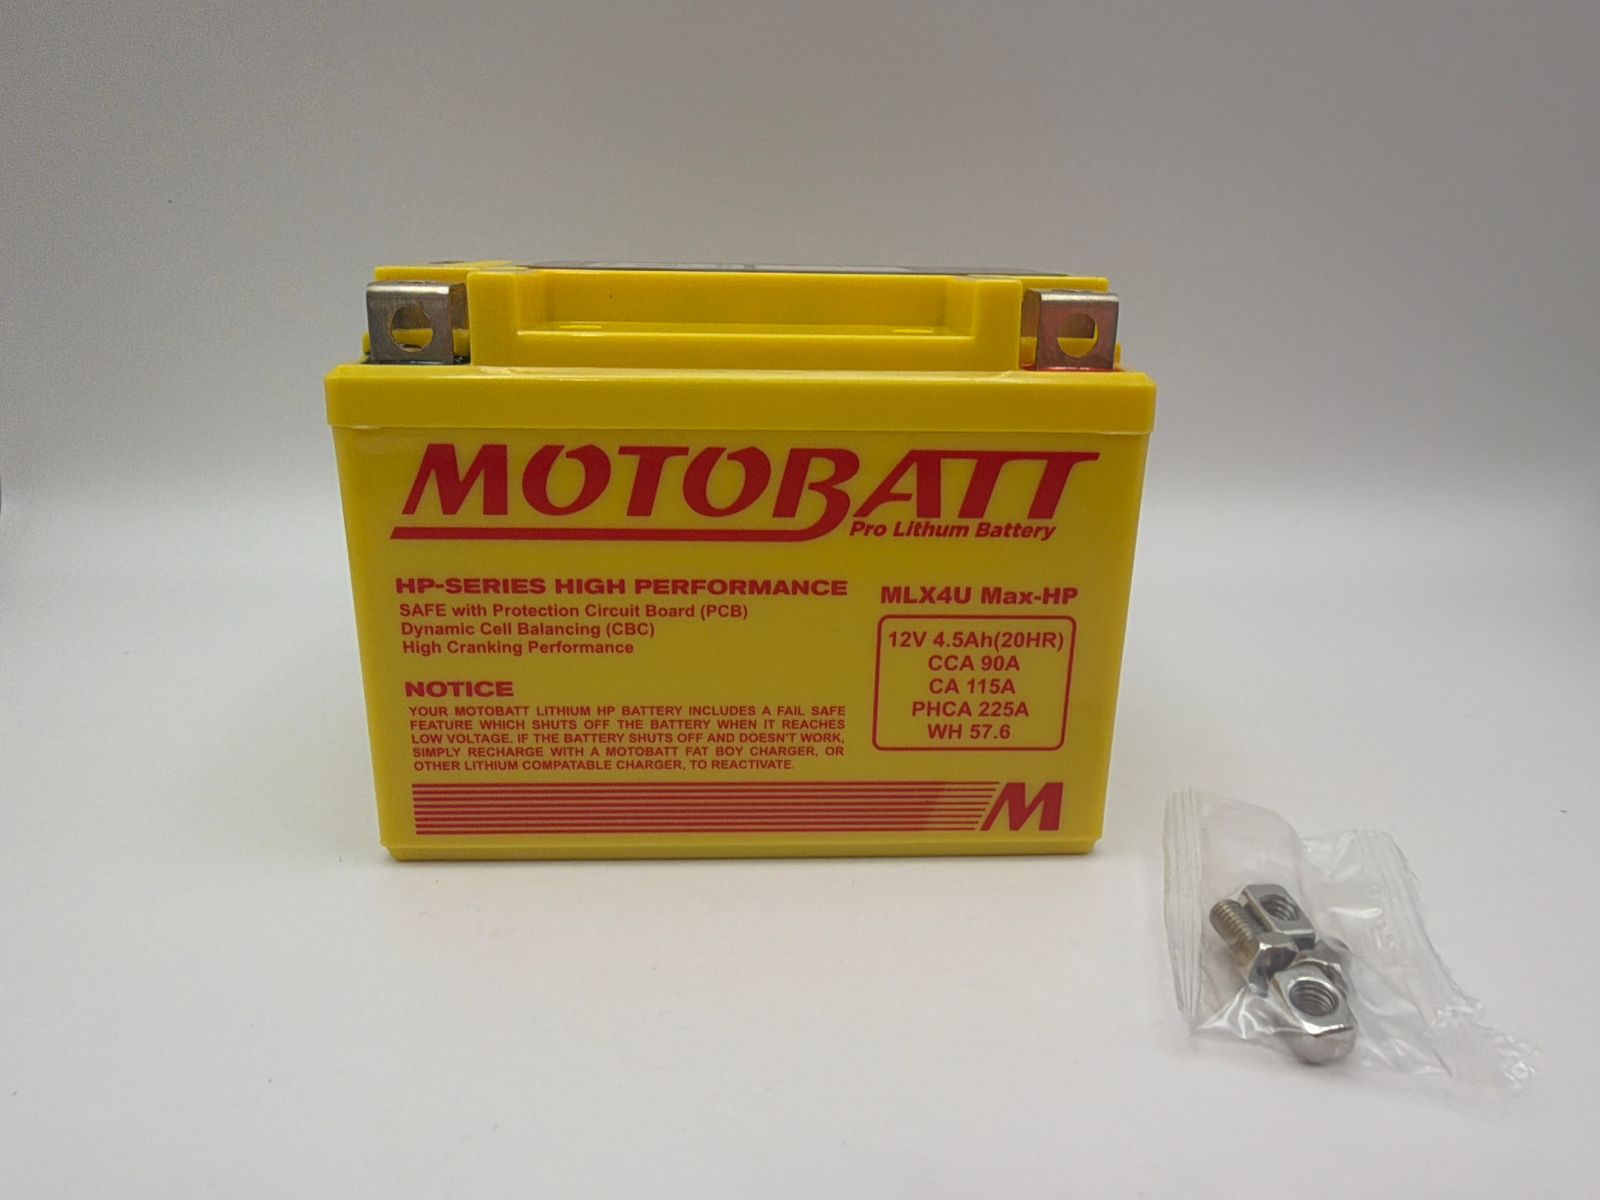 MOTOBATT
Pro Lithum Battery
HP-SERIES HIGH PERFORMANCE
SAFE with Protection Circuit Board (PCB)
Dynamic Cell Balancing (CBC)
High Cranking Performance
NOTICE
YOUR MOTOBATT LITHIUM HP BATTERY INCLUDES A FAIL SAFE
FEATURE WHICH SHUTS OFF THE BATTERY WHEN IT REACHES
LOW VOLTAGE. IF THE BATTERY SHUTS OFF AND DOESN'T WORK,
SIMPLY RECHARGE WITH A MOTOBATT FAT BOY CHARGER, OR
OTHER LITHIUM COMPATABLE CHARGER, TO REACTIVATE.
MLX4U Max-HP
12V 4.5Ah(20HR)
CCA 90A
CA 115A
PHCA 225A
WH 57.6
M